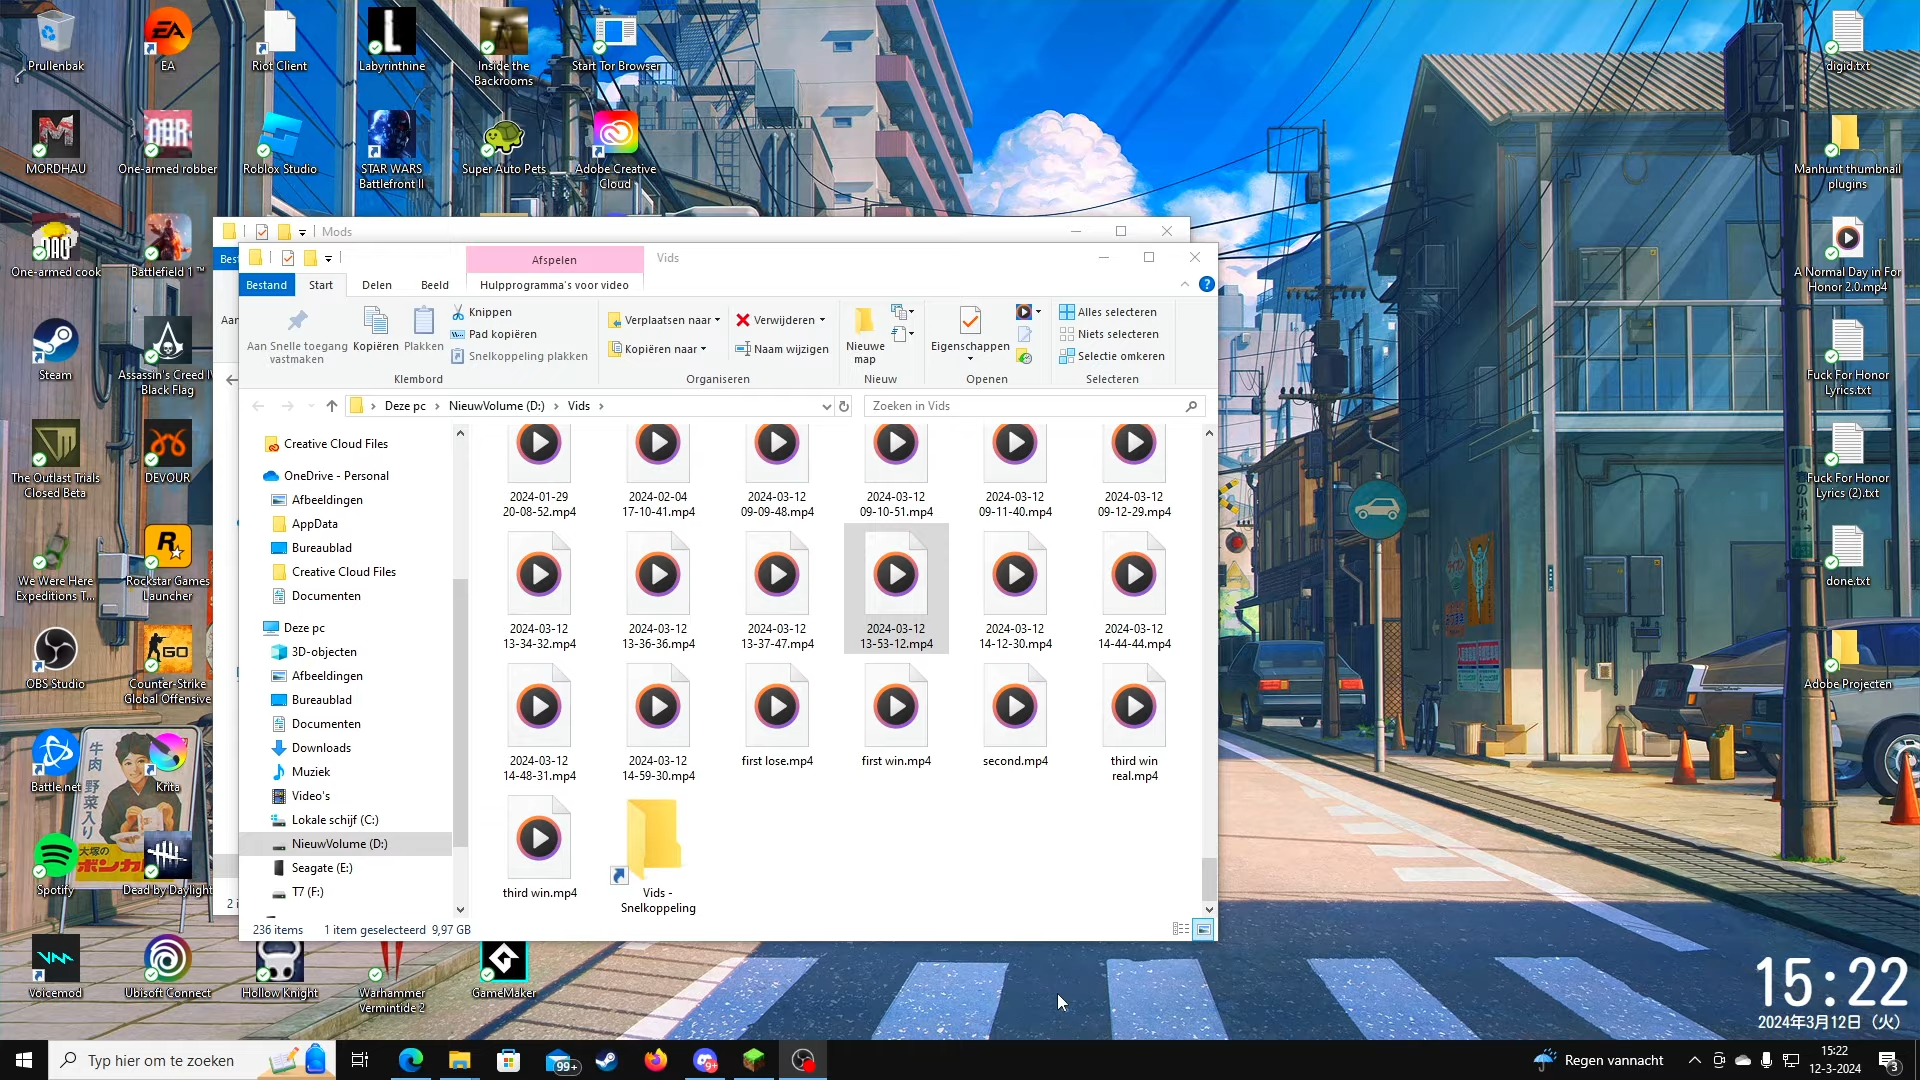 Prullenbak
EA
Riot Client
Labyrinthine
Inside the
Backrooms
Start Tor Browser
digid.txt
MORDHAU
One-armed robber
Roblox Studio
STAR WARS
Battlefront II
Super Auto Pets
Adobe Creative
Cloud
Manhunt thumbnail
plugins
One-armed cook
Battlefield 1 ™
A Normal Day in For
Honor 2.0.mp4
Steam
Assassin's Creed IV
Black Flag
Fuck For Honor
Lyrics.txt
The Outlast Trials
Closed Beta
DEVOUR
Fuck For Honor
Lyrics (2).txt
We Were Here
Expeditions T...
Rockstar Games
Launcher
done.txt
OBS Studio
Counter-Strike
Global Offensive
Adobe Projecten
Battle.net
Krita
Spotify
Dead by Daylight
Voicemod
Ubisoft Connect
Hollow Knight
Warhammer
Vermintide 2
GameMaker
Mods
Afspelen
Vids
Bestand
Start
Delen
Beeld
Hulpprogramma's voor video
Aan Snelle toegang
vastmaken
Kopiëren
Plakken
Knippen
Pad kopiëren
Snelkoppeling plakken
Klembord
Verplaatsen naar
Kopiëren naar
Verwijderen
Naam wijzigen
Organiseren
Nieuwe
map
Nieuw
Eigenschappen
Openen
Alles selecteren
Niets selecteren
Selectie omkeren
Selecteren
Deze pc › NieuwVolume (D:) › Vids ›
Zoeken in Vids
Creative Cloud Files
OneDrive - Personal
Afbeeldingen
AppData
Bureaublad
Creative Cloud Files
Documenten
Deze pc
3D-objecten
Afbeeldingen
Bureaublad
Documenten
Downloads
Muziek
Video's
Lokale schijf (C:)
NieuwVolume (D:)
Seagate (E:)
T7 (F:)
2024-01-29
20-08-52.mp4
2024-02-04
17-10-41.mp4
2024-03-12
09-09-48.mp4
2024-03-12
09-10-51.mp4
2024-03-12
09-11-40.mp4
2024-03-12
09-12-29.mp4
2024-03-12
13-34-32.mp4
2024-03-12
13-36-36.mp4
2024-03-12
13-37-47.mp4
2024-03-12
13-53-12.mp4
2024-03-12
14-12-30.mp4
2024-03-12
14-44-44.mp4
2024-03-12
14-48-31.mp4
2024-03-12
14-59-30.mp4
first lose.mp4
first win.mp4
second.mp4
third win
real.mp4
third win.mp4
Vids -
Snelkoppeling
236 items
1 item geselecteerd 9,97 GB
15:22
2024年3月12日 (火)
Typ hier om te zoeken
99+
9+
Regen vannacht
15:22
12-3-2024
3